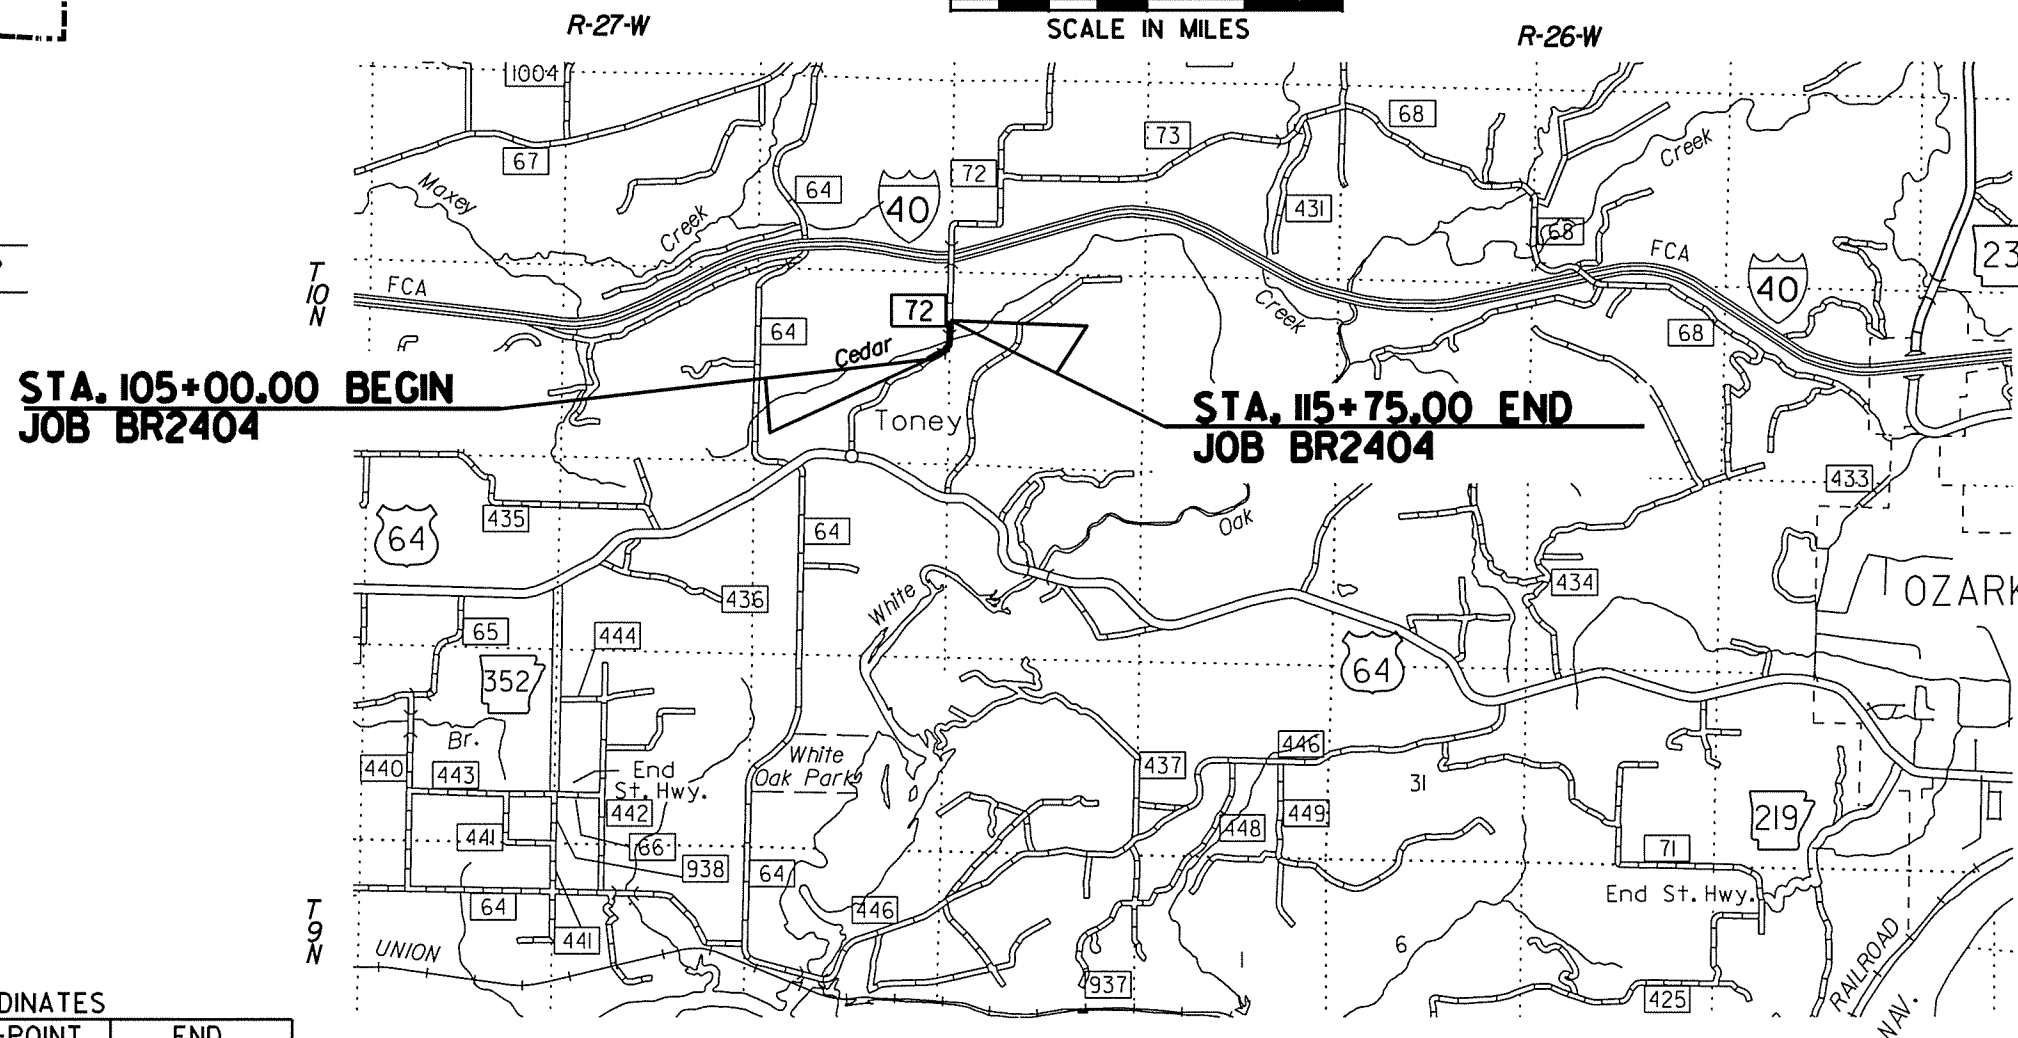 R-27-W
SCALE IN MILES
R-26-W
1004
67
Maxey
Creek
64
40
72
73
68
431
Creek
68
FCA
40
23
T
10
N
FCA
64
72
Cedar
Creek
68
STA. 105+00.00 BEGIN
JOB BR2404
Toney
STA. 115+75.00 END
JOB BR2404
433
435
64
64
Oak
436
434
OZARK
White
65
444
352
64
Br.
440
443
End
St. Hwy.
White
Oak Park
437
446
31
442
441
66
938
448
449
219
71
64
64
446
End St. Hwy.
T
9
N
441
UNION
937
6
425
RAILROAD
NAV.
DINATES
POINT
END